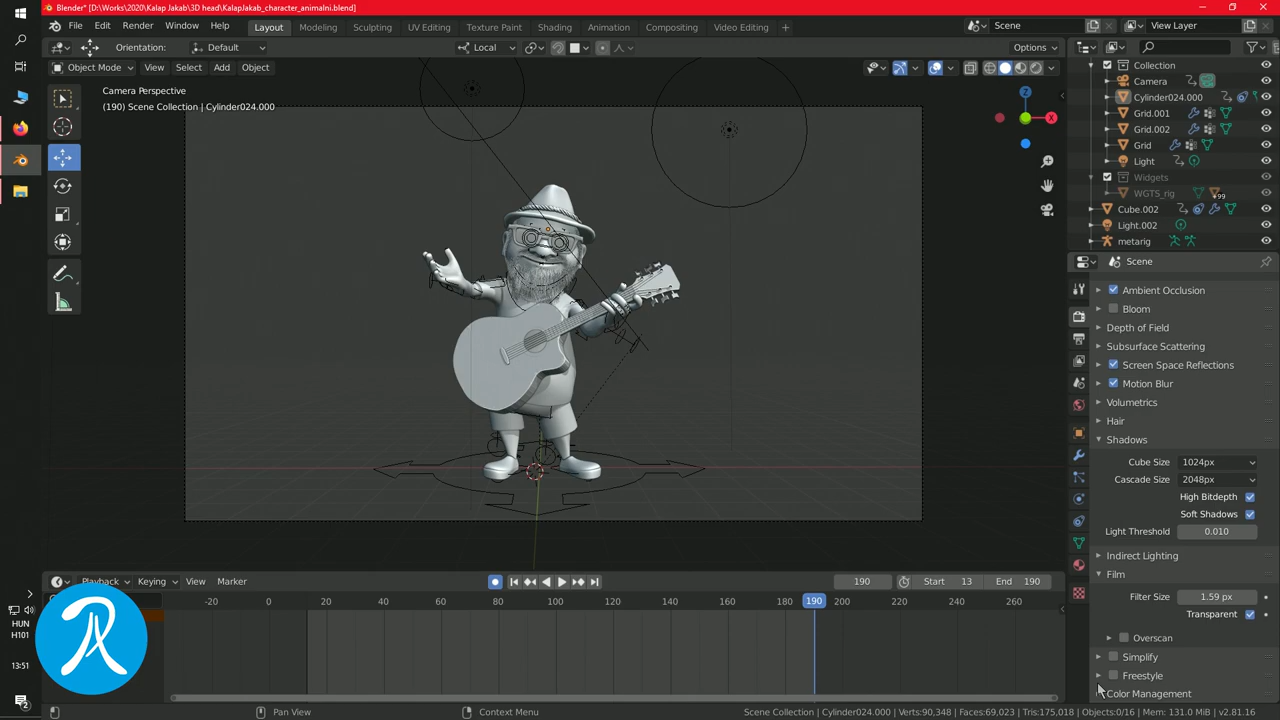 Blender* [D:\Works\2020\Kalap Jakab\3D head\KalapJakab_character_animalni.blend]
File Edit Render Window Help Layout Modeling Sculpting UV Editing Texture Paint Shading Animation Compositing Video Editing + Scene View Layer
Orientation: Default Local Options
Object Mode View Select Add Object
Camera Perspective
(190) Scene Collection | Cylinder024.000
Z
X
Collection
Camera
Cylinder024.000
Grid.001
Grid.002
Grid
Light
Widgets
WGTS_rig 99
Cube.002
Light.002
metarig
Scene
Ambient Occlusion
Bloom
Depth of Field
Subsurface Scattering
Screen Space Reflections
Motion Blur
Volumetrics
Hair
Shadows
Cube Size 1024px
Cascade Size 2048px
High Bitdepth
Soft Shadows
Light Threshold 0.010
Indirect Lighting
Film
Filter Size 1.59 px
Transparent
Overscan
Simplify
Freestyle
Color Management
Playback Keying View Marker 190 Start 13 End 190
-20 0 20 40 60 80 100 120 140 160 180 190 200 220 240 260
HUN
H101
13:51
2
Pan View Context Menu Scene Collection | Cylinder024.000 | Verts:90,348 | Faces:69,023 | Tris:175,018 | Objects:0/16 | Mem: 131.0 MiB | v2.81.16